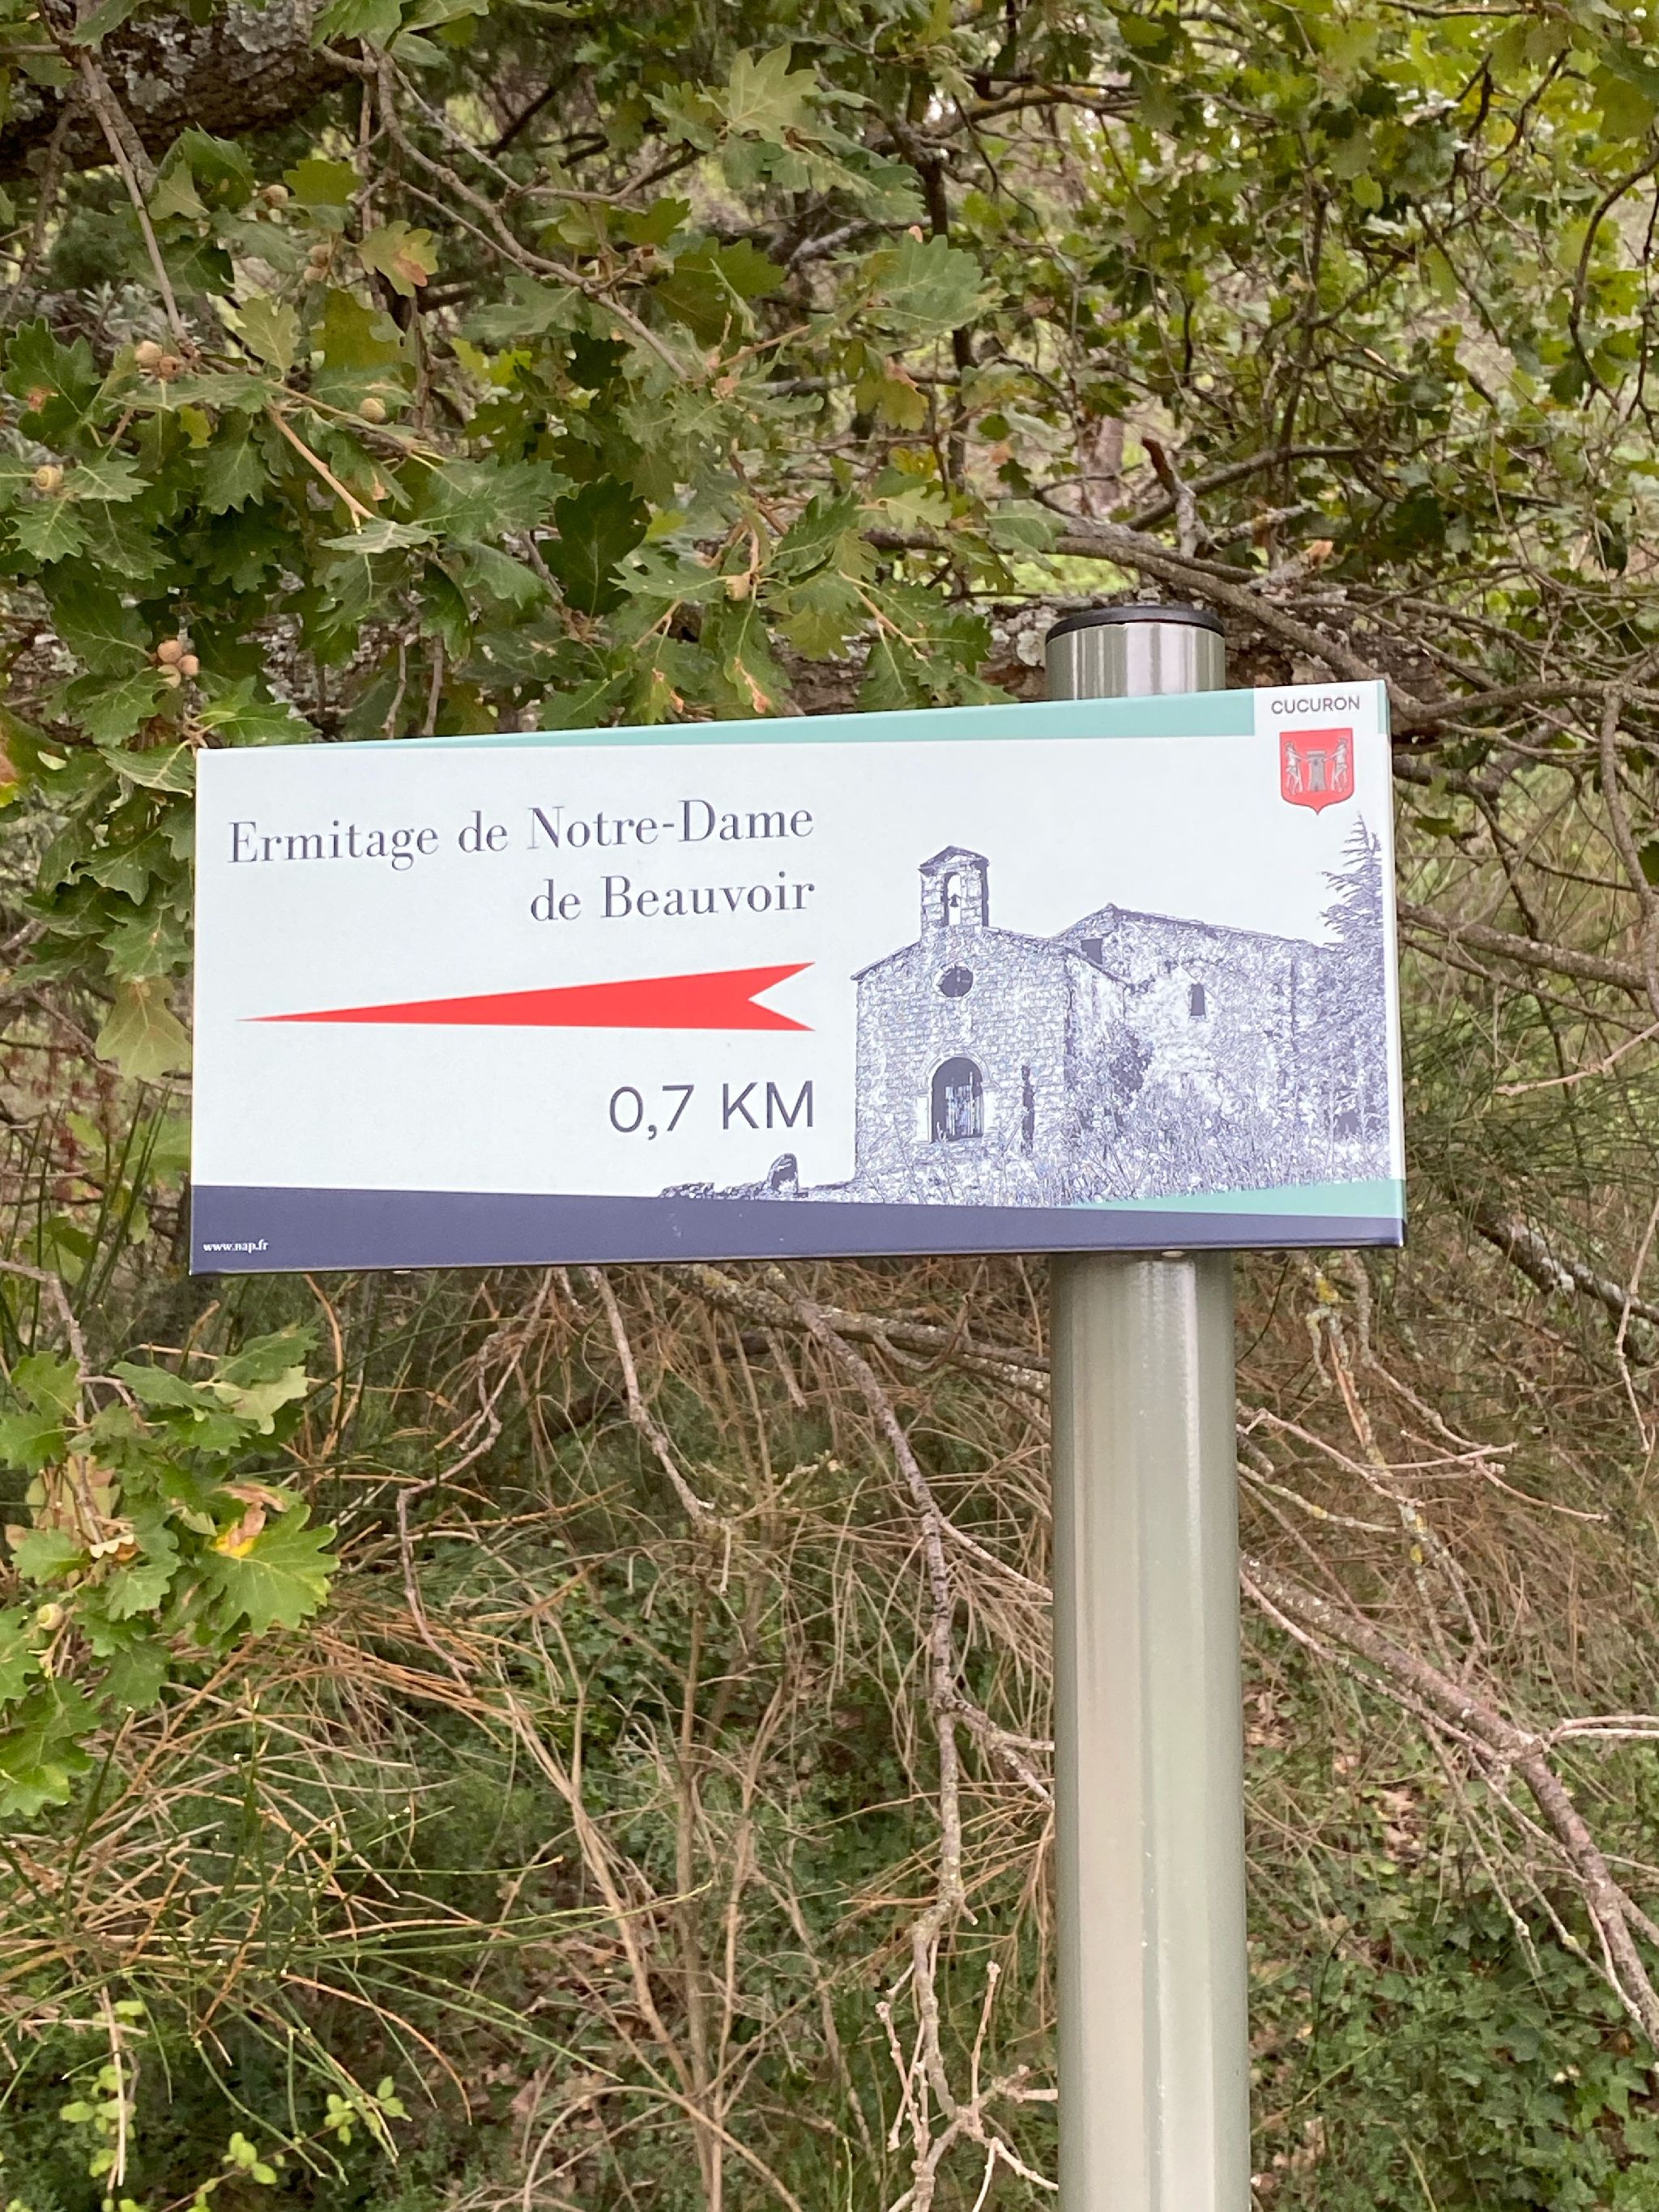 CUCURON
Ermitage de Notre-Dame
de Beauvoir
0,7 KM
www.nap.fr